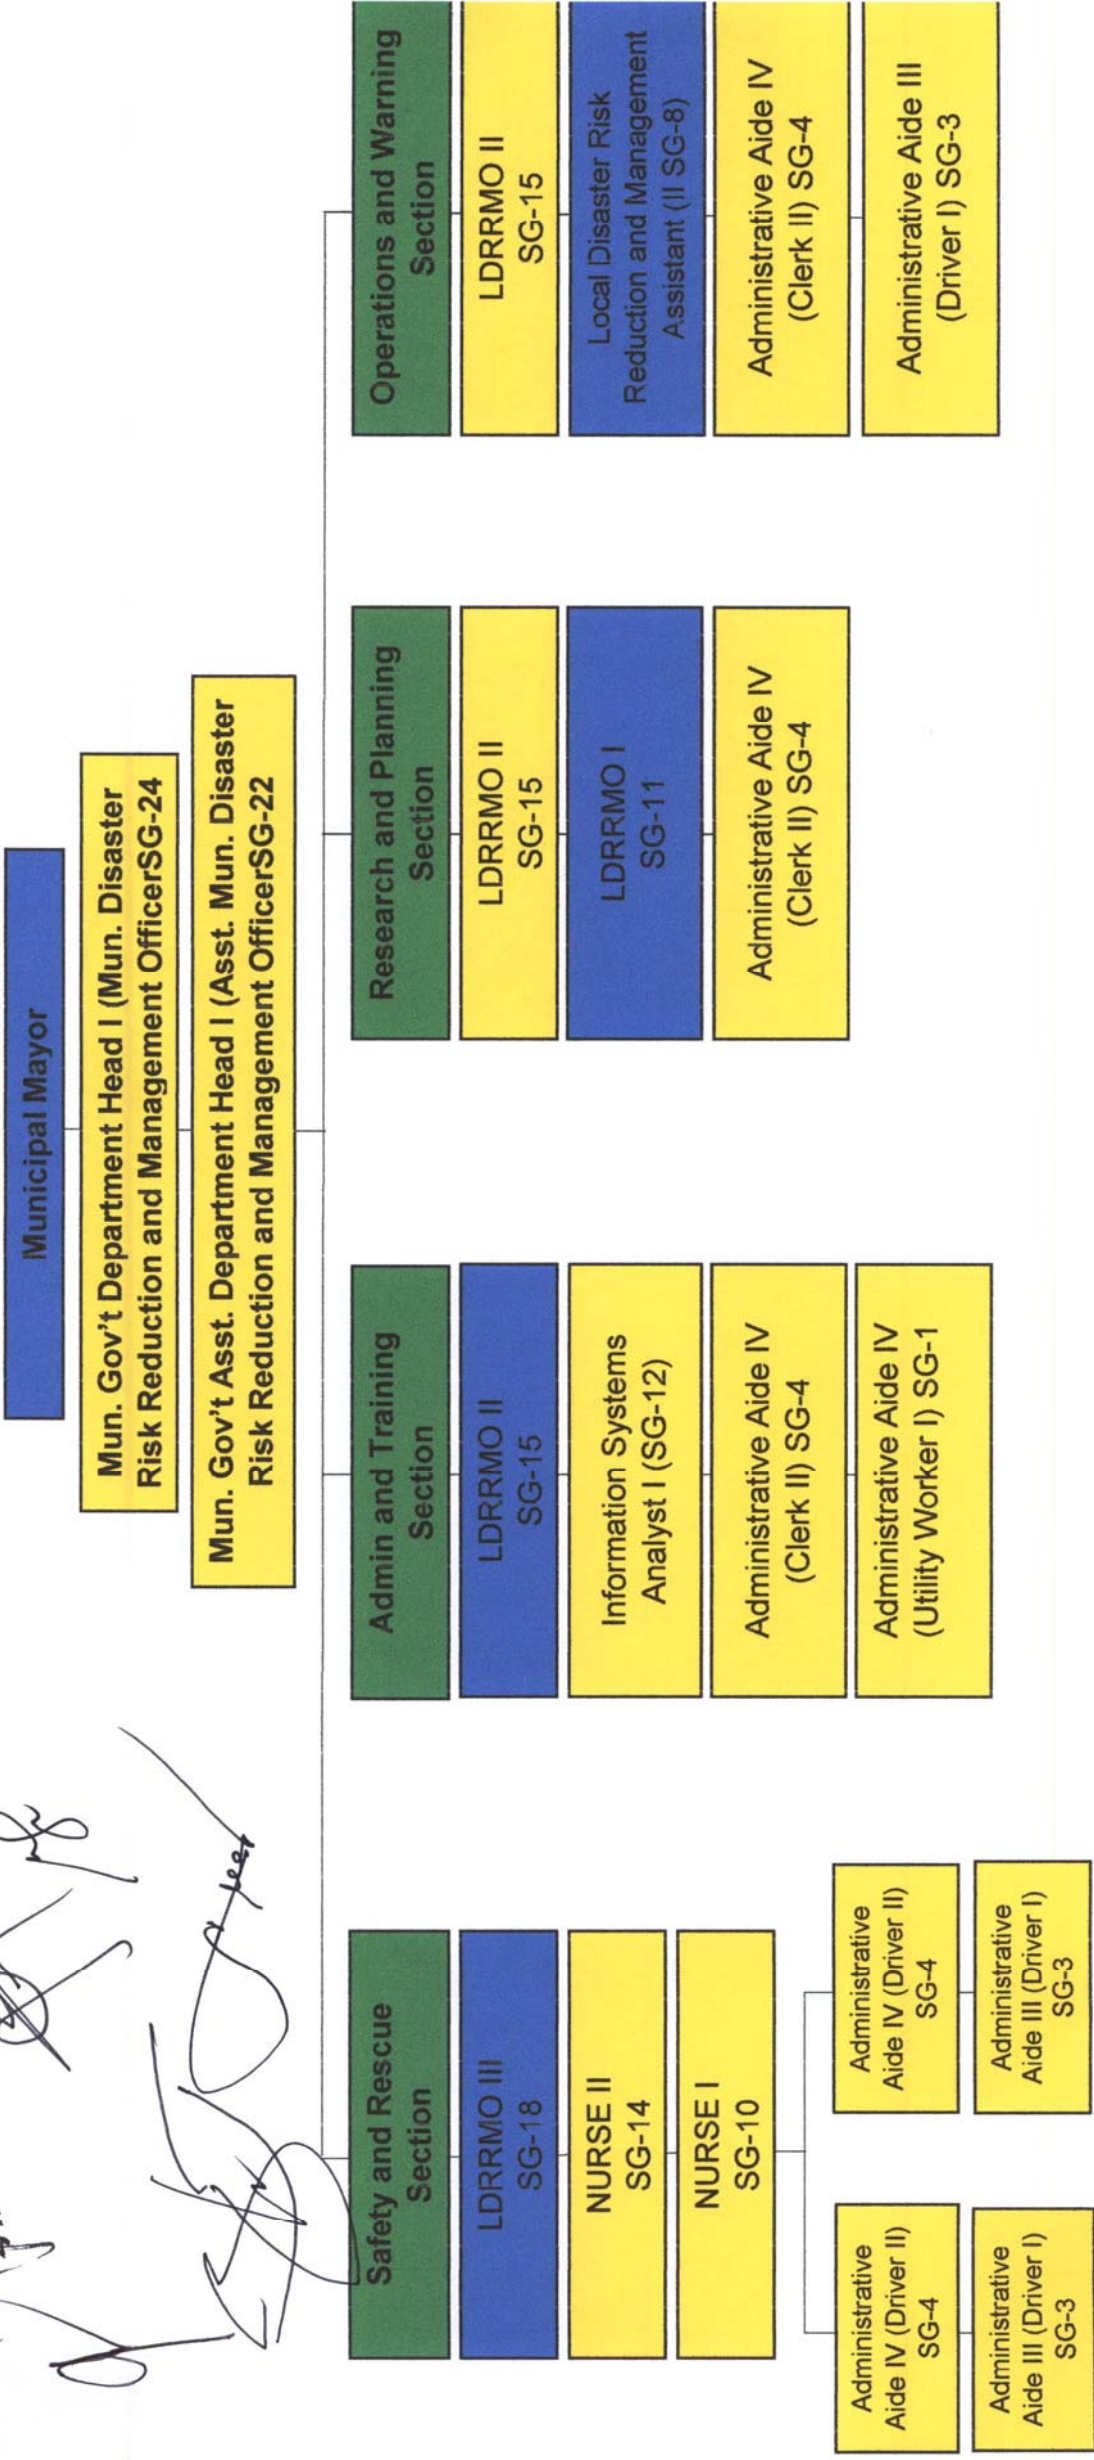 Municipal Mayor
Mun. Gov't Department Head I (Mun. Disaster
Risk Reduction and Management OfficerSG-24
Mun. Gov't Asst. Department Head I (Asst. Mun. Disaster
Risk Reduction and Management OfficerSG-22
Safety and Rescue
Section
LDRRMO III
SG-18
NURSE II
SG-14
NURSE I
SG-10
Administrative
Aide IV (Driver II)
SG-4
Administrative
Aide III (Driver I)
SG-3
Administrative
Aide IV (Driver II)
SG-4
Administrative
Aide III (Driver I)
SG-3
Admin and Training
Section
LDRRMO II
SG-15
Information Systems
Analyst I (SG-12)
Administrative Aide IV
(Clerk II) SG-4
Administrative Aide IV
(Utility Worker I) SG-1
Research and Planning
Section
LDRRMO II
SG-15
LDRRMO I
SG-11
Administrative Aide IV
(Clerk II) SG-4
Operations and Warning
Section
LDRRMO II
SG-15
Local Disaster Risk
Reduction and Management
Assistant (II SG-8)
Administrative Aide IV
(Clerk II) SG-4
Administrative Aide III
(Driver I) SG-3